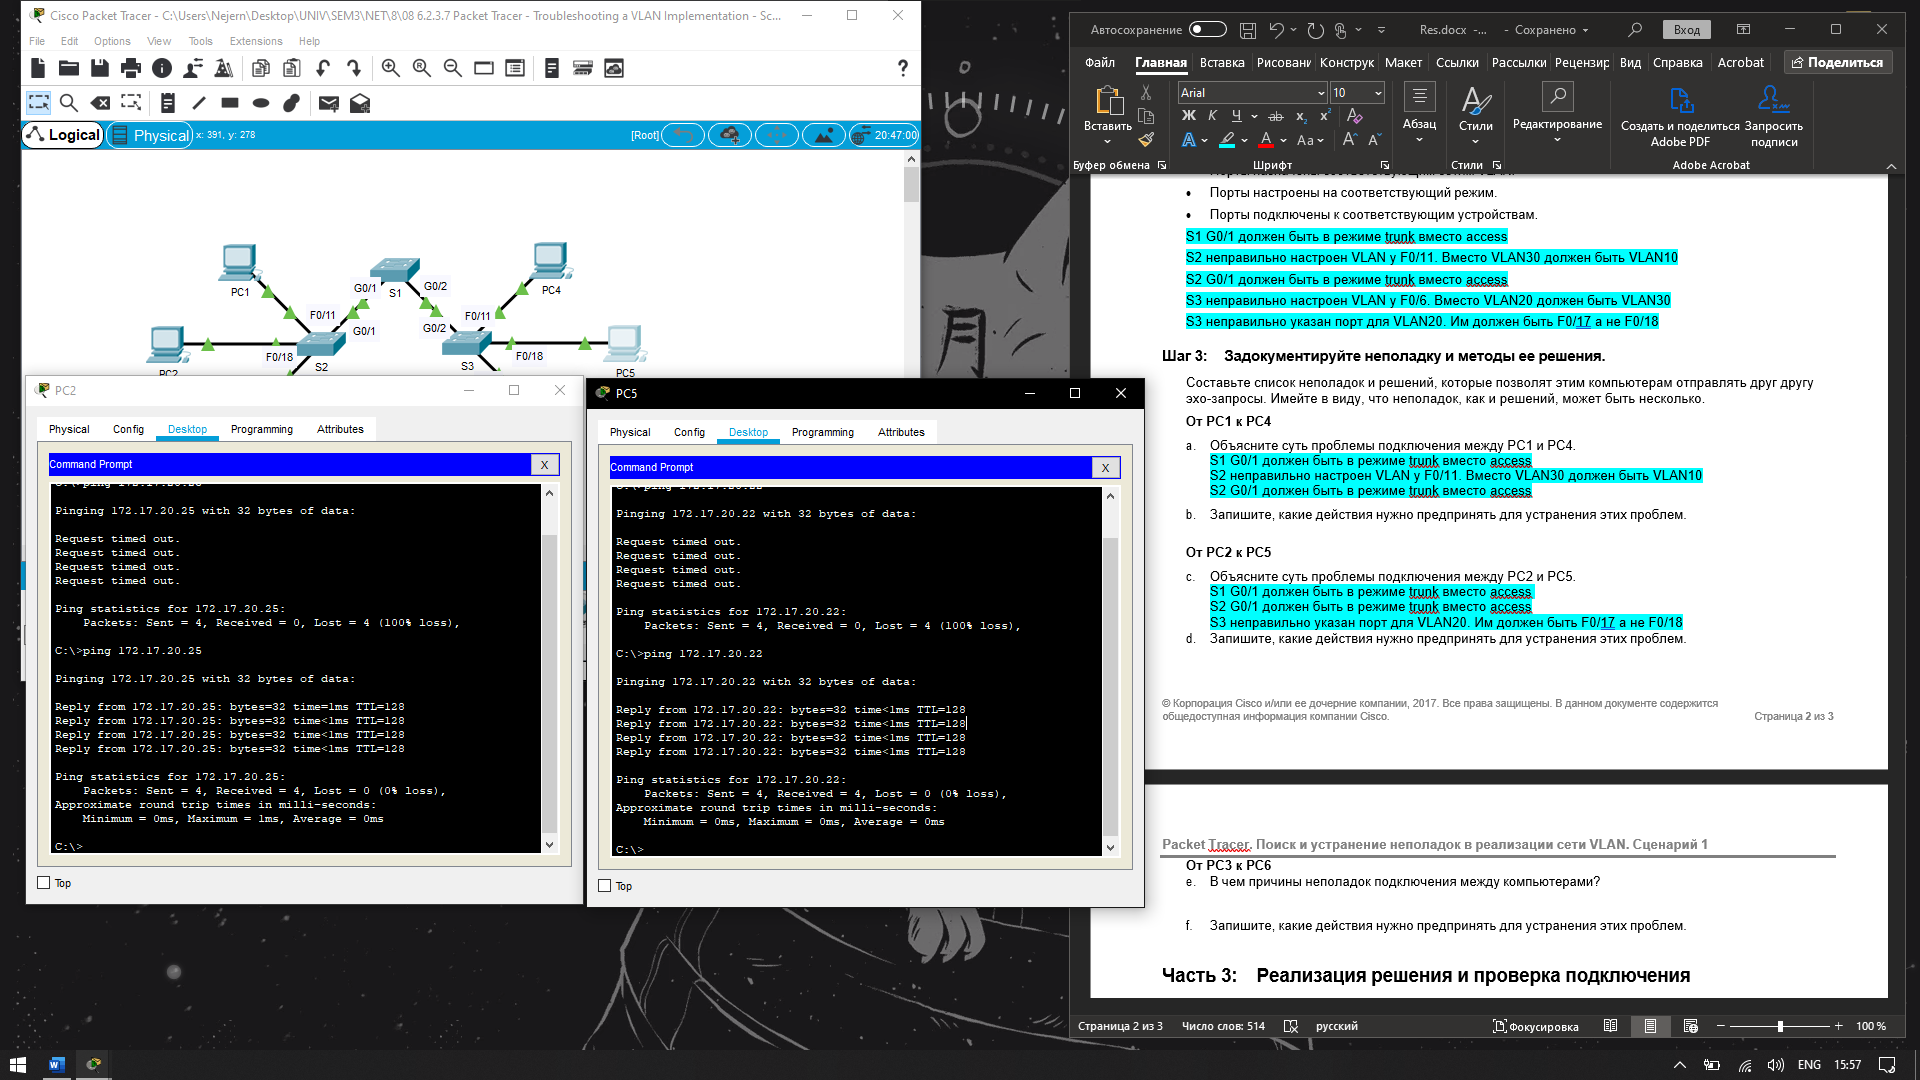 Cisco Packet Tracer - C:\Users\Nejern\Desktop\UNIV\SEM3\NET\8\08 6.2.3.7 Packet Tracer - Troubleshooting a VLAN Implementation - Sc...
File Edit Options View Tools Extensions Help
Logical Physical x: 391, y: 278 [Root] 20:47:00
PC1
G0/1
S1
G0/2
PC4
F0/11
G0/1
F0/11
G0/2
F0/18
S2
S3
F0/18
PC2
PC5
PC2
Physical Config Desktop Programming Attributes
Command Prompt X
Pinging 172.17.20.25 with 32 bytes of data:
Request timed out.
Request timed out.
Request timed out.
Request timed out.
Ping statistics for 172.17.20.25:
Packets: Sent = 4, Received = 0, Lost = 4 (100% loss),
C:\>ping 172.17.20.25
Pinging 172.17.20.25 with 32 bytes of data:
Reply from 172.17.20.25: bytes=32 time=1ms TTL=128
Reply from 172.17.20.25: bytes=32 time<1ms TTL=128
Reply from 172.17.20.25: bytes=32 time<1ms TTL=128
Reply from 172.17.20.25: bytes=32 time<1ms TTL=128
Ping statistics for 172.17.20.25:
Packets: Sent = 4, Received = 4, Lost = 0 (0% loss),
Approximate round trip times in milli-seconds:
Minimum = 0ms, Maximum = 1ms, Average = 0ms
C:\>
Top
PC5
Physical Config Desktop Programming Attributes
Command Prompt X
C:\>ping 172.17.20.22
Pinging 172.17.20.22 with 32 bytes of data:
Request timed out.
Request timed out.
Request timed out.
Request timed out.
Ping statistics for 172.17.20.22:
Packets: Sent = 4, Received = 0, Lost = 4 (100% loss),
C:\>ping 172.17.20.22
Pinging 172.17.20.22 with 32 bytes of data:
Reply from 172.17.20.22: bytes=32 time<1ms TTL=128
Reply from 172.17.20.22: bytes=32 time<1ms TTL=128
Reply from 172.17.20.22: bytes=32 time<1ms TTL=128
Reply from 172.17.20.22: bytes=32 time<1ms TTL=128
Ping statistics for 172.17.20.22:
Packets: Sent = 4, Received = 4, Lost = 0 (0% loss),
Approximate round trip times in milli-seconds:
Minimum = 0ms, Maximum = 0ms, Average = 0ms
C:\>
Top
月
Автосохранение Res.docx -... - Сохранено Вход
Файл Главная Вставка Рисовани Конструк Макет Ссылки Рассылки Рецензир Вид Справка Acrobat Поделиться
Arial 10
Ж К Ч ab x₂ x²
Вставить Абзац Стили Редактирование Создать и поделиться Adobe PDF Запросить подписи
Буфер обмена Шрифт Стили Adobe Acrobat
• Порты настроены на соответствующий режим.
• Порты подключены к соответствующим устройствам.
S1 G0/1 должен быть в режиме trunk вместо access
S2 неправильно настроен VLAN у F0/11. Вместо VLAN30 должен быть VLAN10
S2 G0/1 должен быть в режиме trunk вместо access
S3 неправильно настроен VLAN у F0/6. Вместо VLAN20 должен быть VLAN30
S3 неправильно указан порт для VLAN20. Им должен быть F0/17 а не F0/18
Шаг 3: Задокументируйте неполадку и методы ее решения.
Составьте список неполадок и решений, которые позволят этим компьютерам отправлять друг другу
эхо-запросы. Имейте в виду, что неполадок, как и решений, может быть несколько.
От PC1 к PC4
a. Объясните суть проблемы подключения между PC1 и PC4.
S1 G0/1 должен быть в режиме trunk вместо access
S2 неправильно настроен VLAN у F0/11. Вместо VLAN30 должен быть VLAN10
S2 G0/1 должен быть в режиме trunk вместо access
b. Запишите, какие действия нужно предпринять для устранения этих проблем.
От PC2 к PC5
c. Объясните суть проблемы подключения между PC2 и PC5.
S1 G0/1 должен быть в режиме trunk вместо access
S2 G0/1 должен быть в режиме trunk вместо access
S3 неправильно указан порт для VLAN20. Им должен быть F0/17 а не F0/18
d. Запишите, какие действия нужно предпринять для устранения этих проблем.
© Корпорация Cisco и/или ее дочерние компании, 2017. Все права защищены. В данном документе содержится
общедоступная информация компании Cisco. Страница 2 из 3
Packet Tracer. Поиск и устранение неполадок в реализации сети VLAN. Сценарий 1
От PC3 к PC6
e. В чем причины неполадок подключения между компьютерами?
f. Запишите, какие действия нужно предпринять для устранения этих проблем.
Часть 3: Реализация решения и проверка подключения
Страница 2 из 3 Число слов: 514 русский Фокусировка 100 %
ENG 15:57